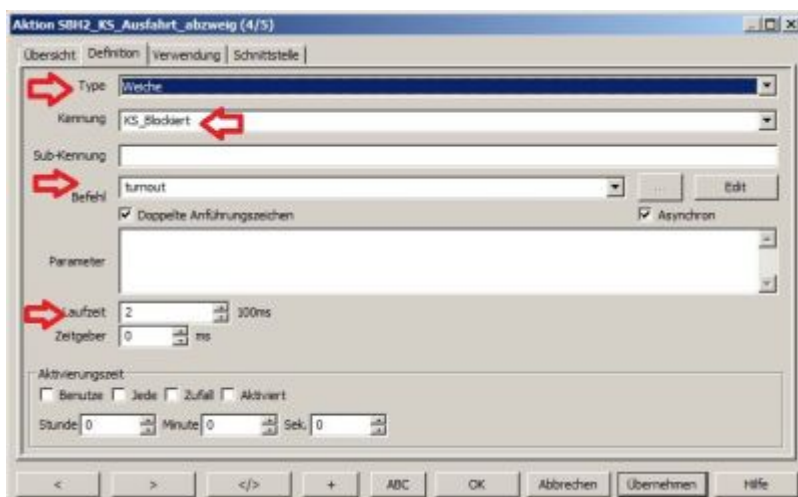 Aktion SBH2_KS_Ausfahrt_abzweig (4/5)
Übersicht Definition Verwendung Schnittstelle
Type Weiche
Kennung KS_Blockiert
Sub-Kennung
Befehl turnout ... Edit
Doppelte Anführungszeichen Asynchron
Parameter
Laufzeit 2 100ms
Zeitgeber 0 ms
Aktivierungszeit
Benutze Jede Zufall Aktiviert
Stunde 0 Minute 0 Sek. 0
< > </> + ABC OK Abbrechen Übernehmen Hilfe